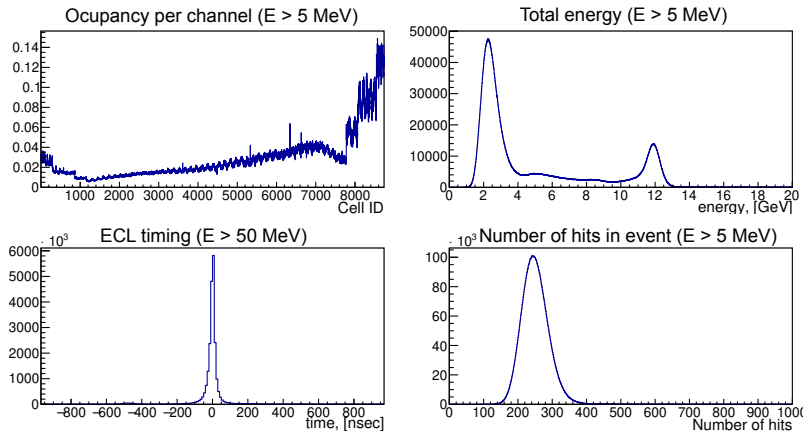 Occupancy per channel (E > 5 MeV)
0.14
0.12
0.1
0.08
0.06
0.04
0.02
0
1000 2000 3000 4000 5000 6000 7000 8000
Cell ID
Total energy (E > 5 MeV)
50000
40000
30000
20000
10000
0
0 2 4 6 8 10 12 14 16 18 20
energy, [GeV]
ECL timing (E > 50 MeV)
×10³
6000
5000
4000
3000
2000
1000
0
−800 −600 −400 −200 0 200 400 600 800
time, [nsec]
Number of hits in event (E > 5 MeV)
×10³
100
80
60
40
20
0
0 100 200 300 400 500 600 700 800 900 1000
Number of hits